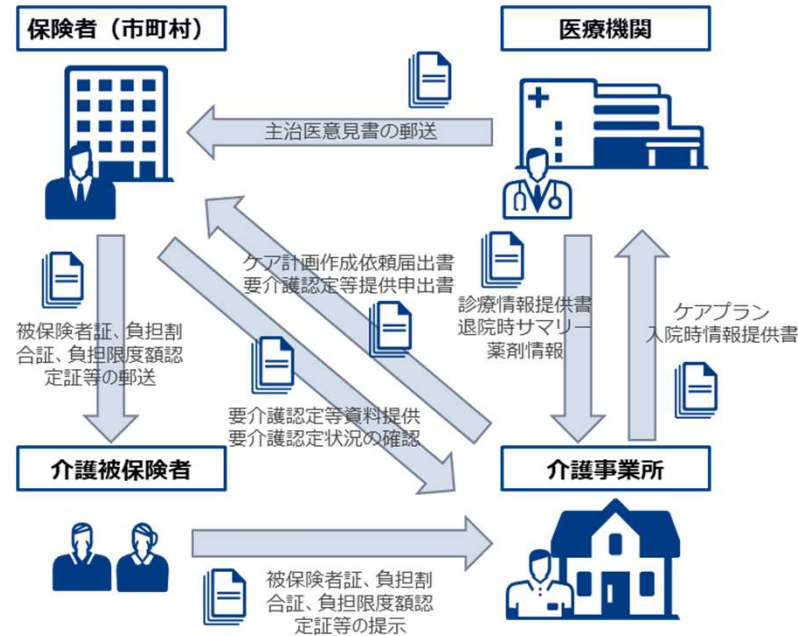 保険者（市町村）
医療機関
主治医意見書の郵送
ケア計画作成依頼届出書
要介護認定等提供申出書
診療情報提供書
退院時サマリー
薬剤情報
ケアプラン
入院時情報提供書
被保険者証、負担割
合証、負担限度額認
定証等の郵送
要介護認定等資料提供
要介護認定状況の確認
介護被保険者
介護事業所
被保険者証、負担割
合証、負担限度額認
定証等の提示